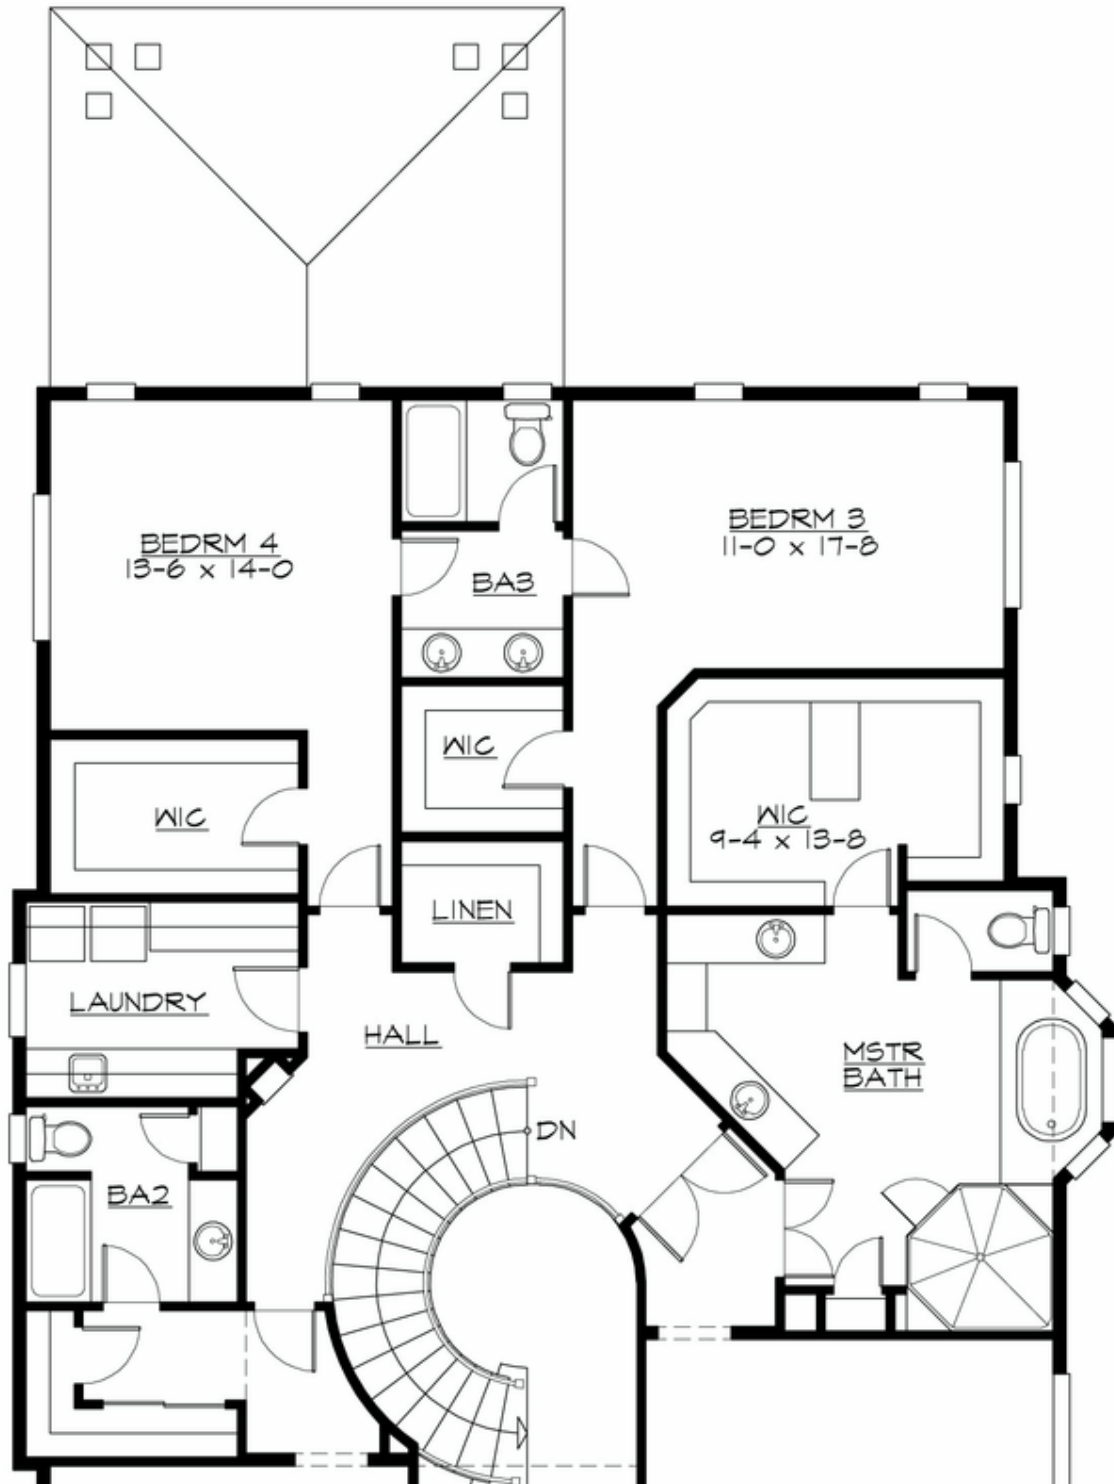 BEDRM 4
13-6 x 14-0
BEDRM 3
11-0 x 17-8
BA3
WIC
WIC
WIC
9-4 x 13-8
LINEN
LAUNDRY
HALL
MSTR
BATH
DN
BA2